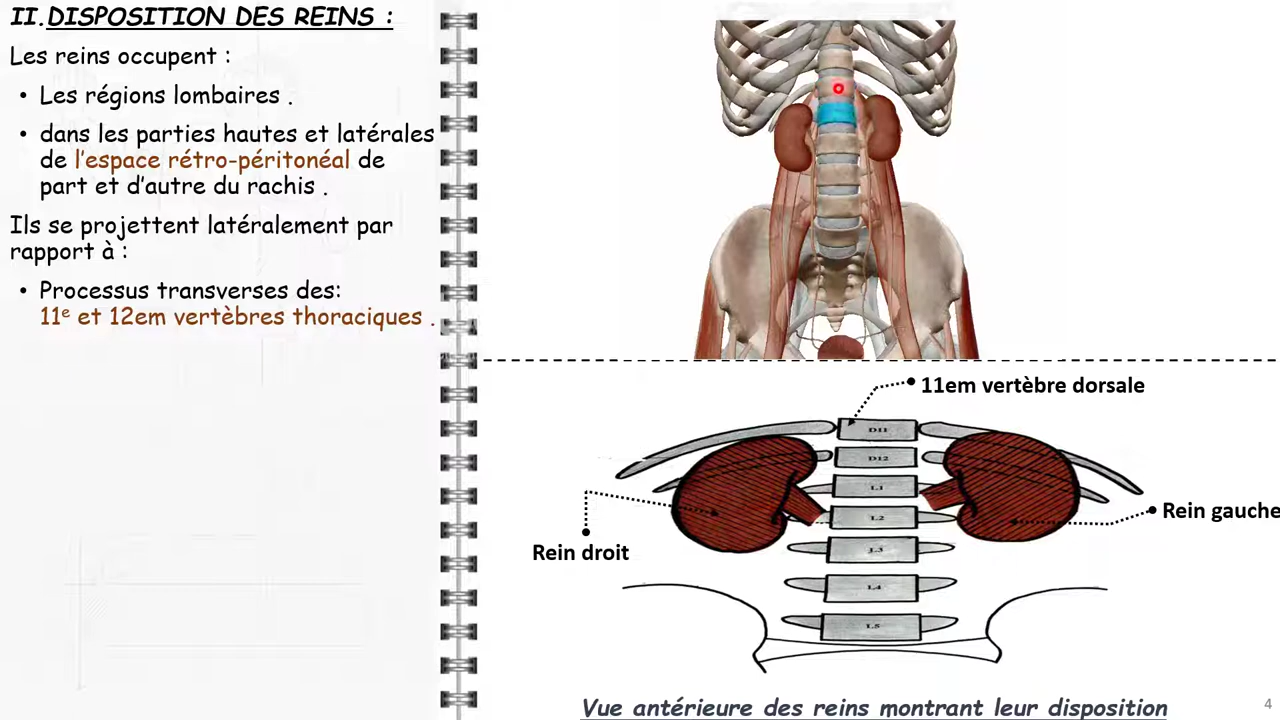 II.DISPOSITION DES REINS :
Les reins occupent :
• Les régions lombaires .
• dans les parties hautes et latérales
de l’espace rétro-péritonéal de
part et d’autre du rachis .
Ils se projettent latéralement par
rapport à :
• Processus transverses des:
11ᵉ et 12em vertèbres thoraciques .
11em vertèbre dorsale
D11
D12
L1
L2
L3
L4
L5
Rein droit
Rein gauche
Vue antérieure des reins montrant leur disposition
4